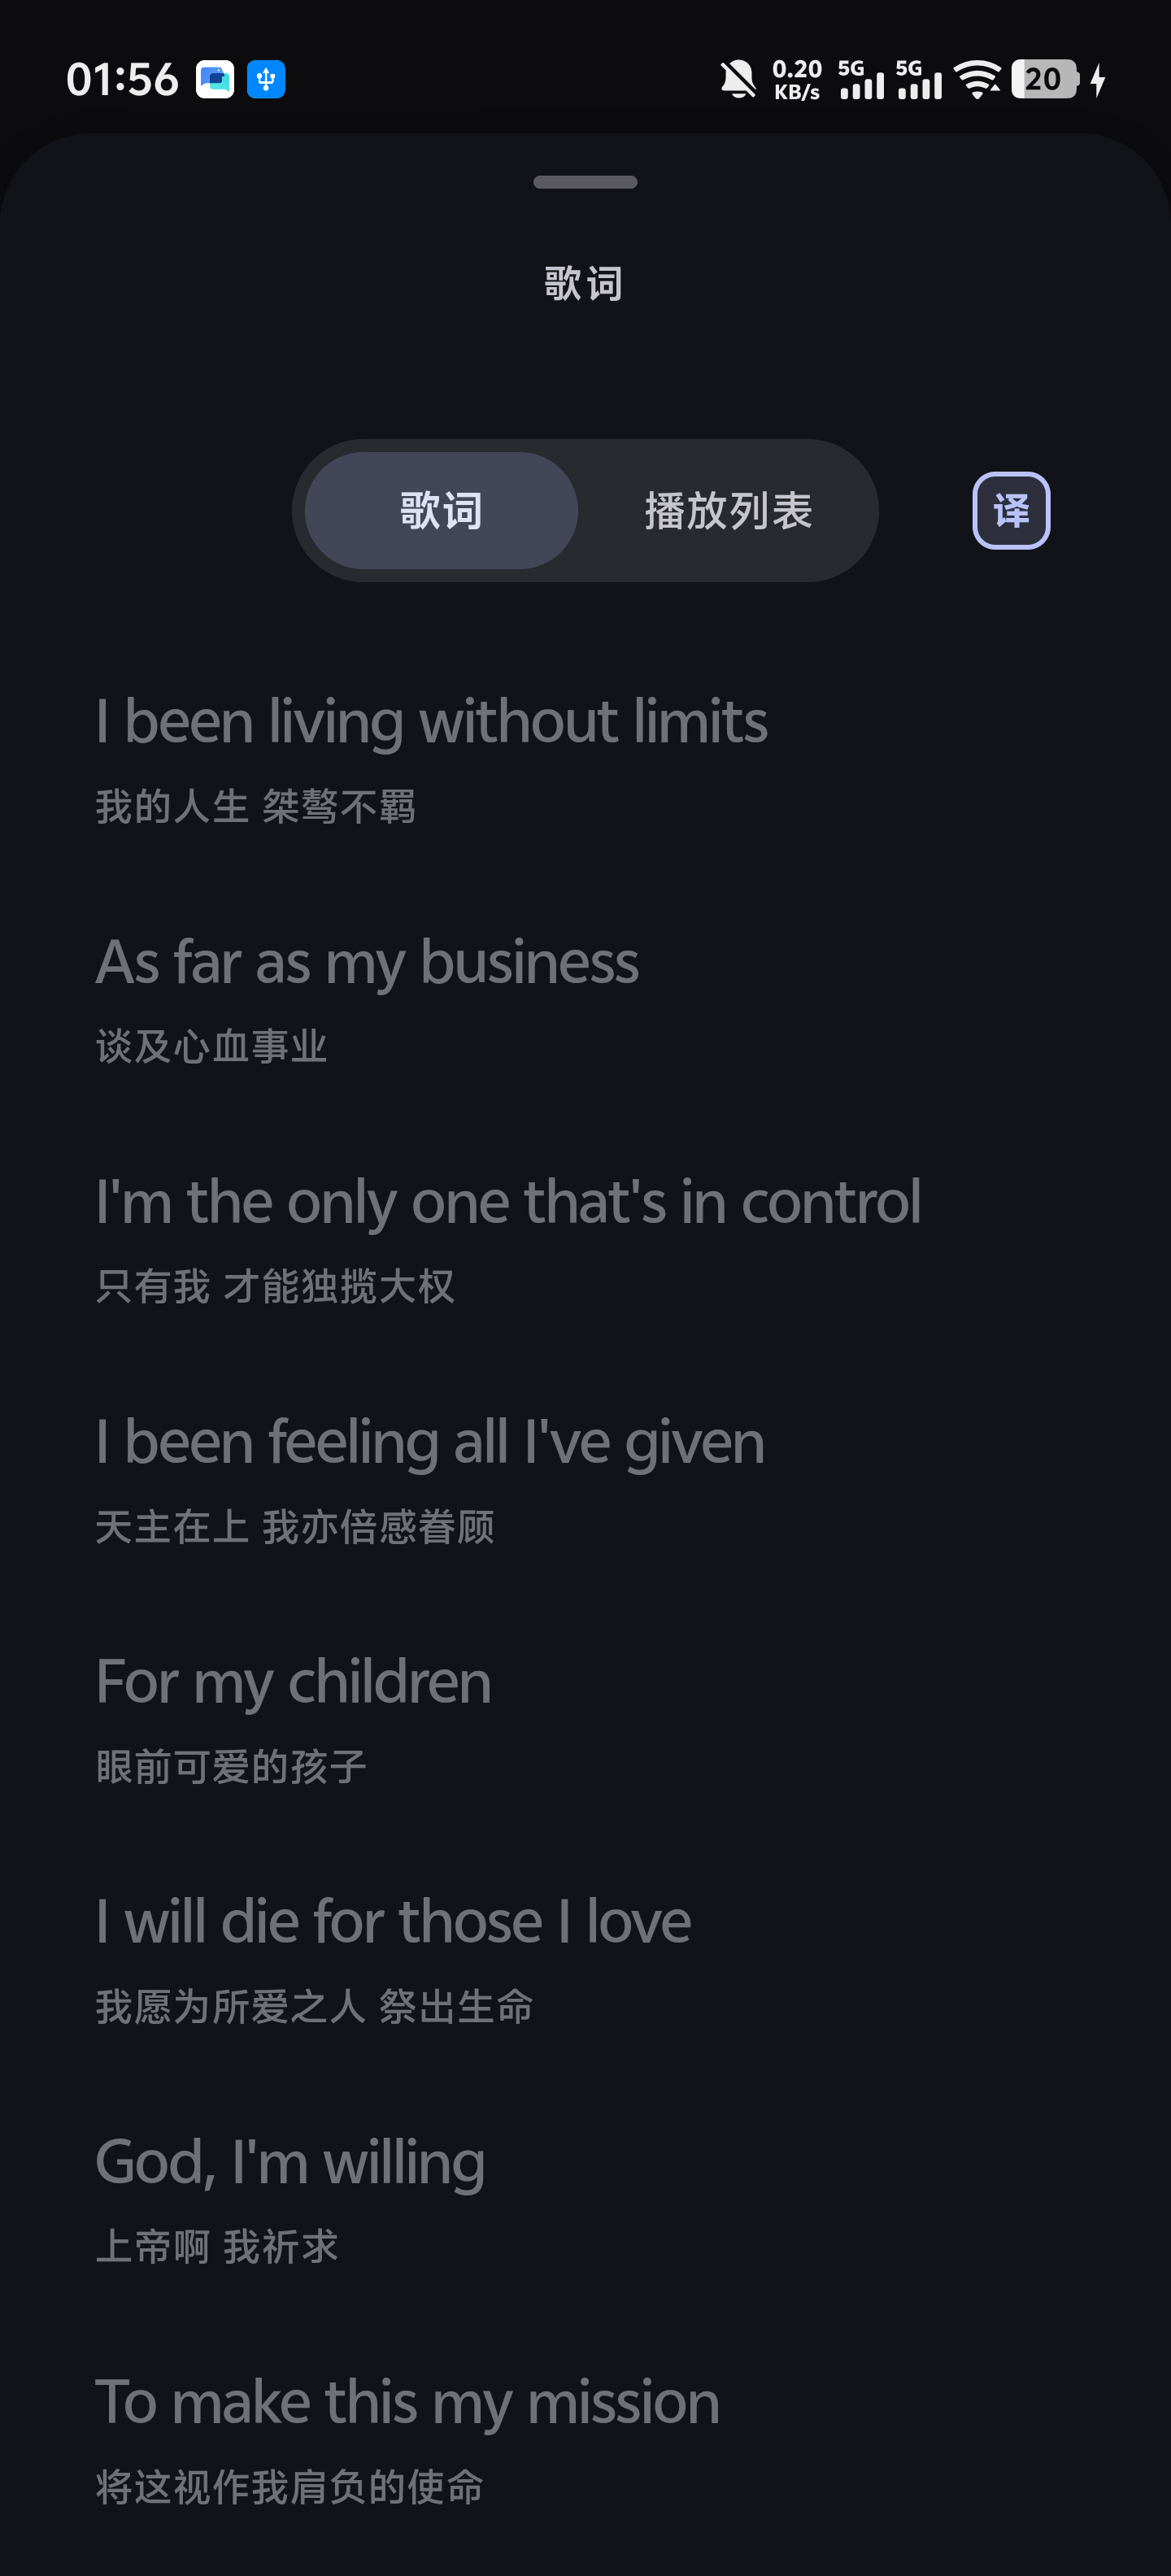 01:56
0.20 KB/s 5G 5G 20
歌词
歌词 播放列表 译
I been living without limits
我的人生 桀骜不羁
As far as my business
谈及心血事业
I'm the only one that's in control
只有我 才能独揽大权
I been feeling all I've given
天主在上 我亦倍感眷顾
For my children
眼前可爱的孩子
I will die for those I love
我愿为所爱之人 祭出生命
God, I'm willing
上帝啊 我祈求
To make this my mission
将这视作我肩负的使命